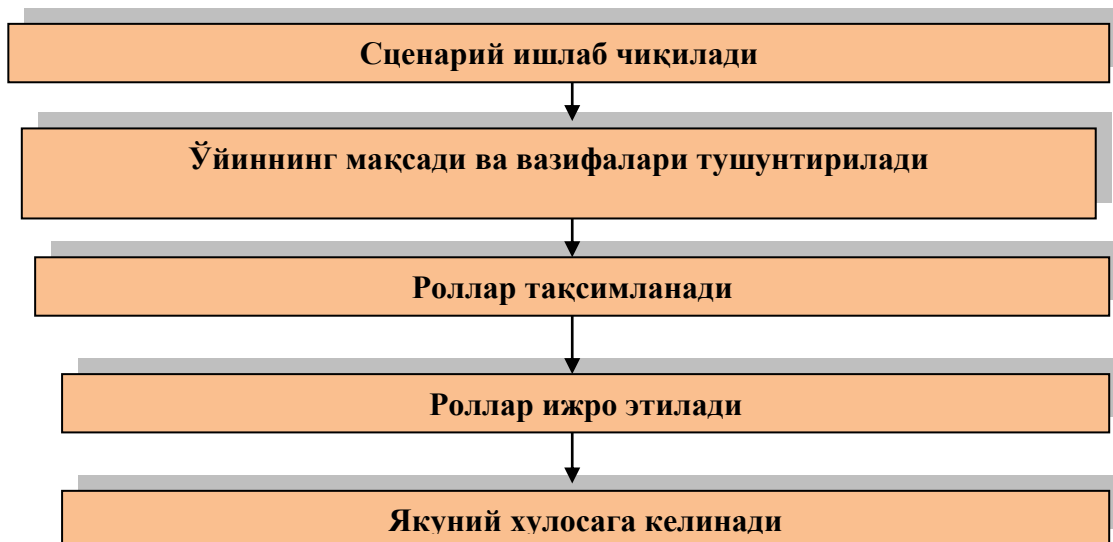 Сценарий ишлаб чиқилади
Ўйиннинг мақсади ва вазифалари тушунтирилади
Роллар тақсимланади
Роллар ижро этилади
Якуний хулосага келинади